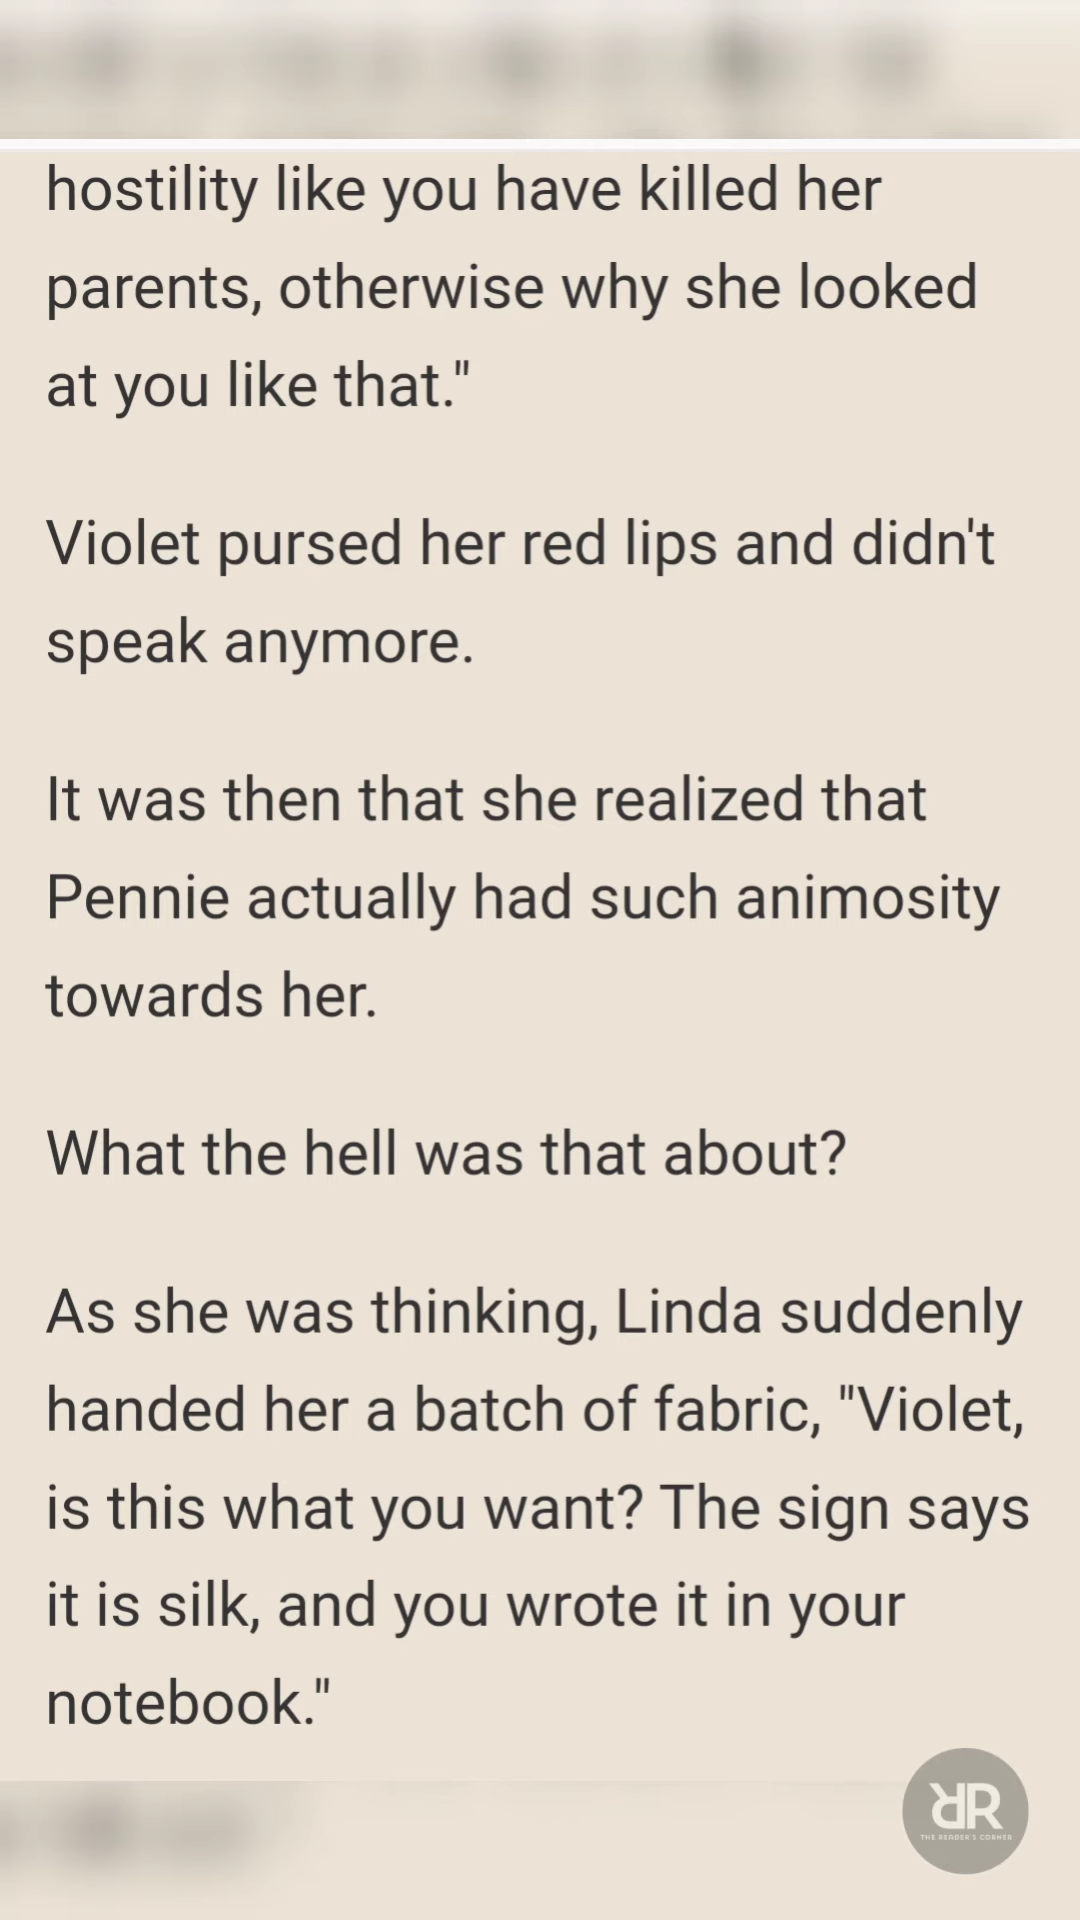 hostility like you have killed her
parents, otherwise why she looked
at you like that."
Violet pursed her red lips and didn't
speak anymore.
It was then that she realized that
Pennie actually had such animosity
towards her.
What the hell was that about?
As she was thinking, Linda suddenly
handed her a batch of fabric, "Violet,
is this what you want? The sign says
it is silk, and you wrote it in your
notebook."
RR
THE READER'S CORNER